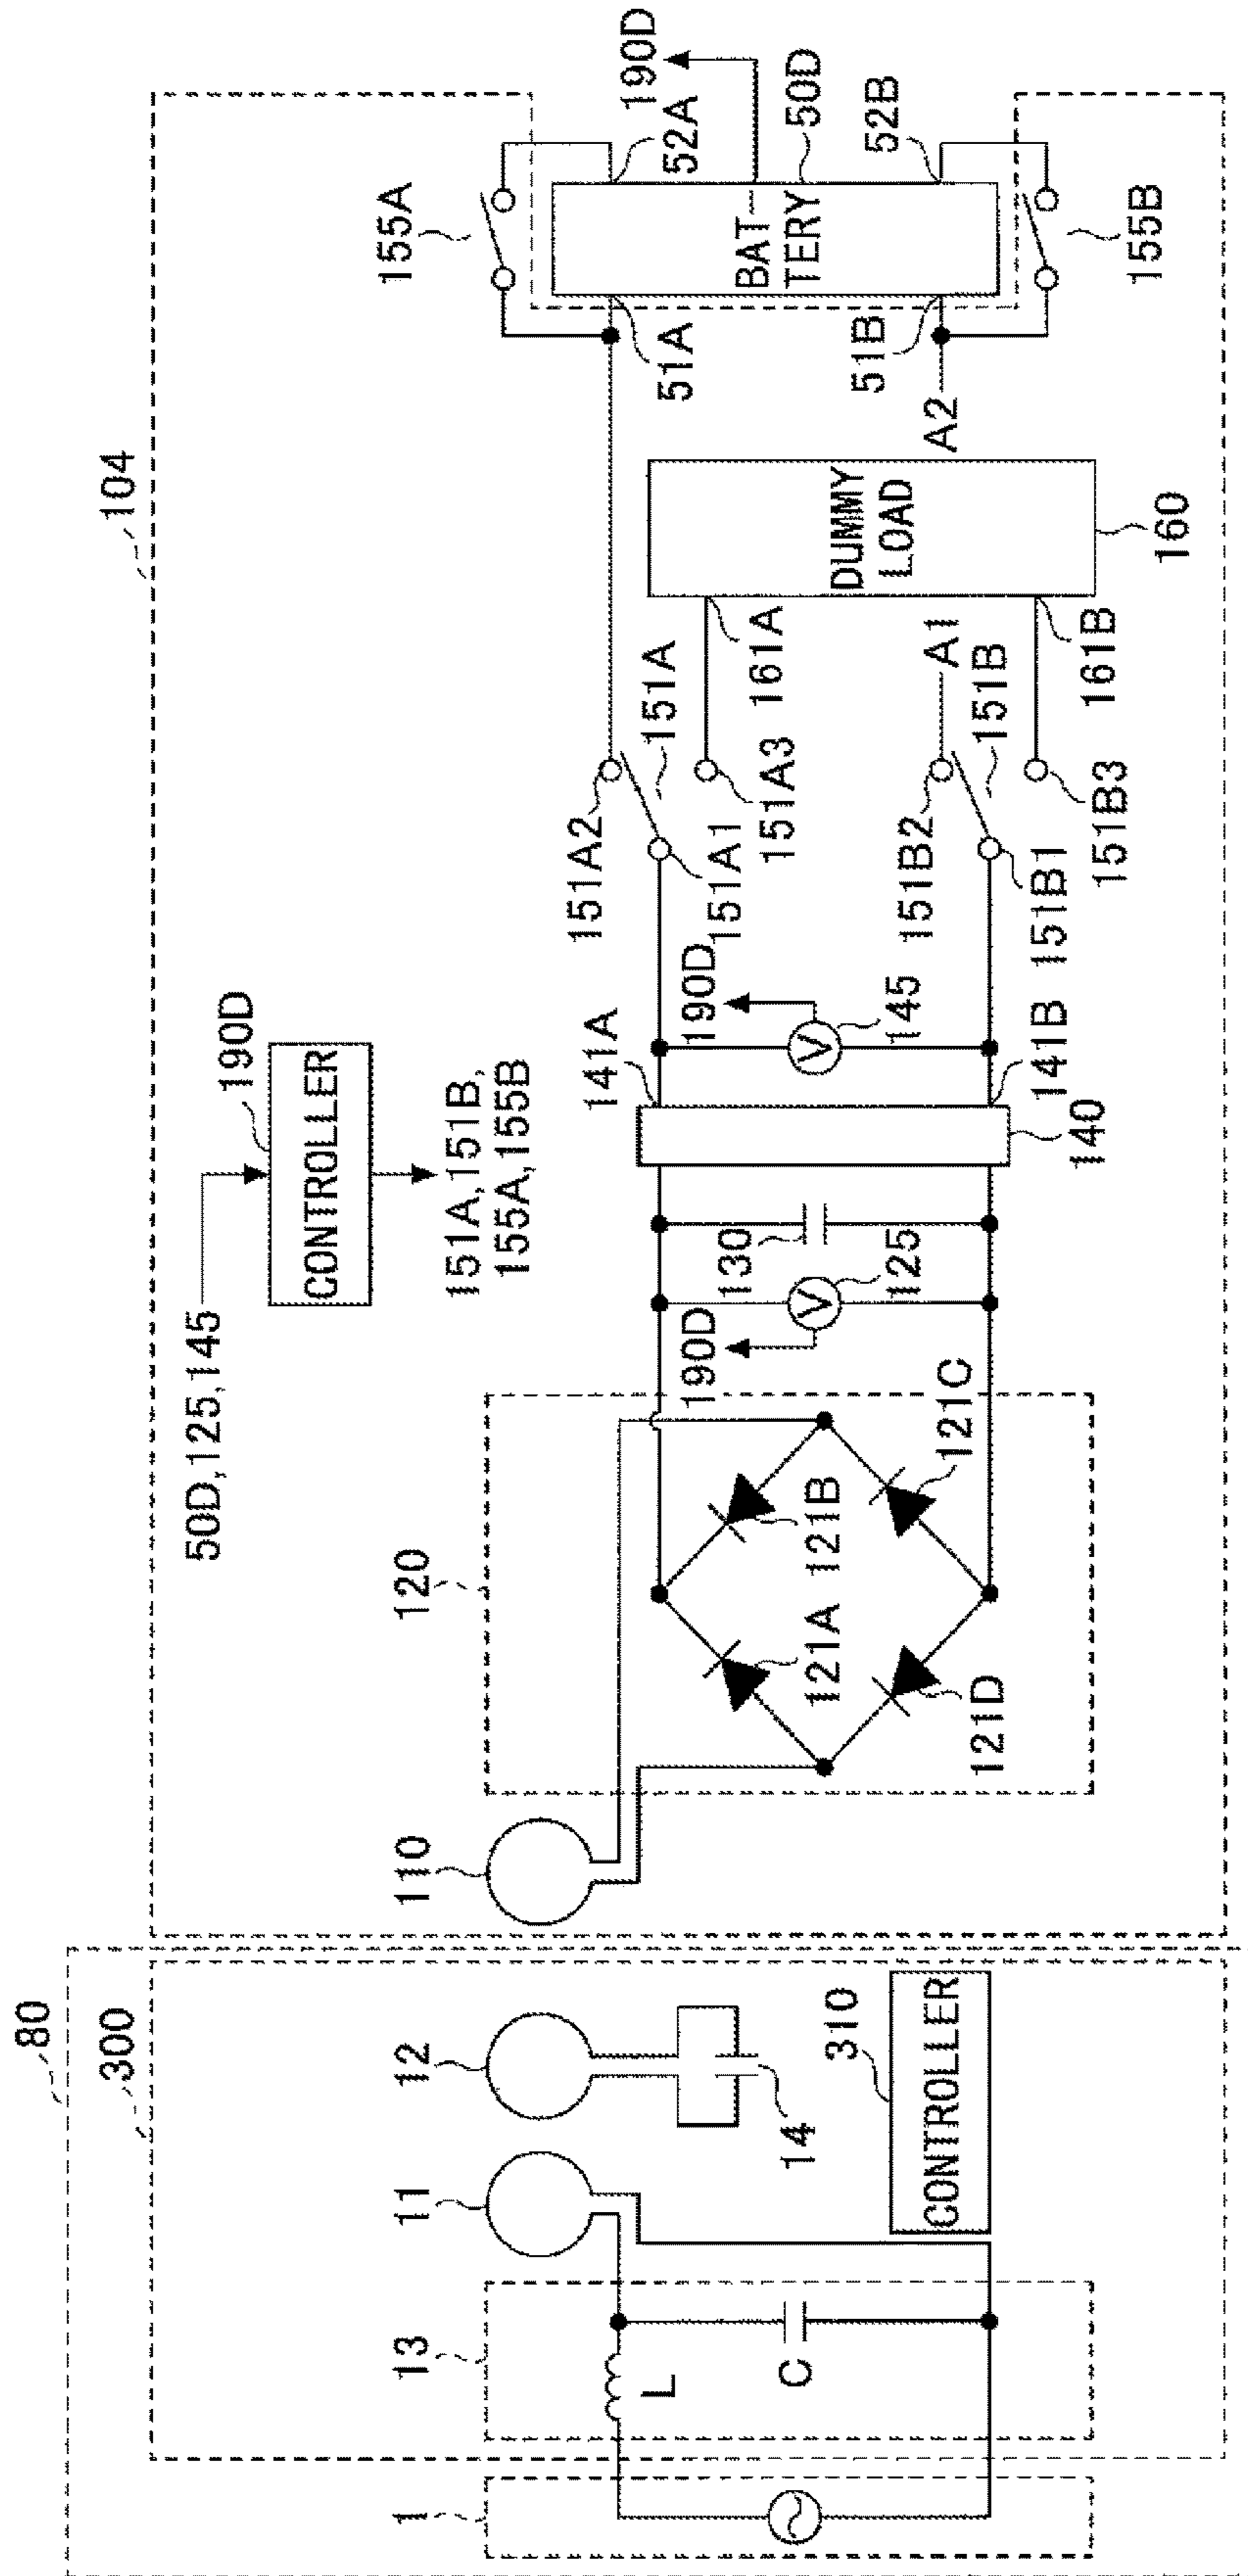 80
300
104
50D,125,145
190D
CONTROLLER
151A,151B,
155A,155B
1
13
11
12
110
120
L
C
14
310
CONTROLLER
121A
121B
121C
121D
190D
125
130
141A
140
141B
190D
145
151A2
151A1
151A
151A3
151B2
151B1
151B
151B3
A1
161A
161B
DUMMY
LOAD
160
A2
51A
51B
155A
155B
BAT-
TERY
52A
52B
50D
190D